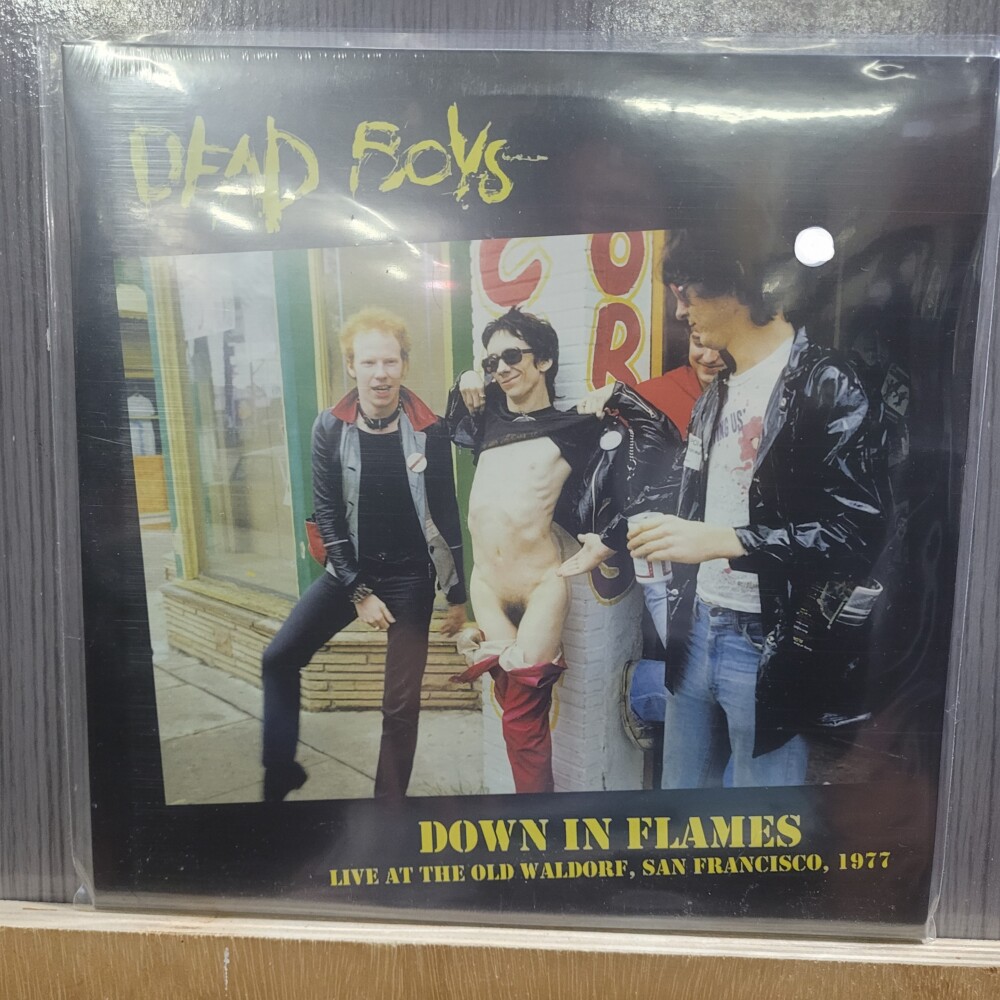 DEAD BOYS
C
O
R
DOWN IN FLAMES
LIVE AT THE OLD WALDORF, SAN FRANCISCO, 1977